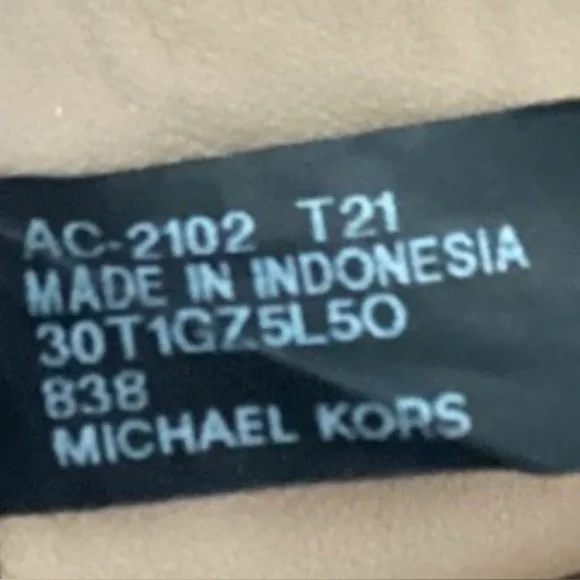 AC-2102 T21
MADE IN INDONESIA
30T1GZ5L5O
838
MICHAEL KORS